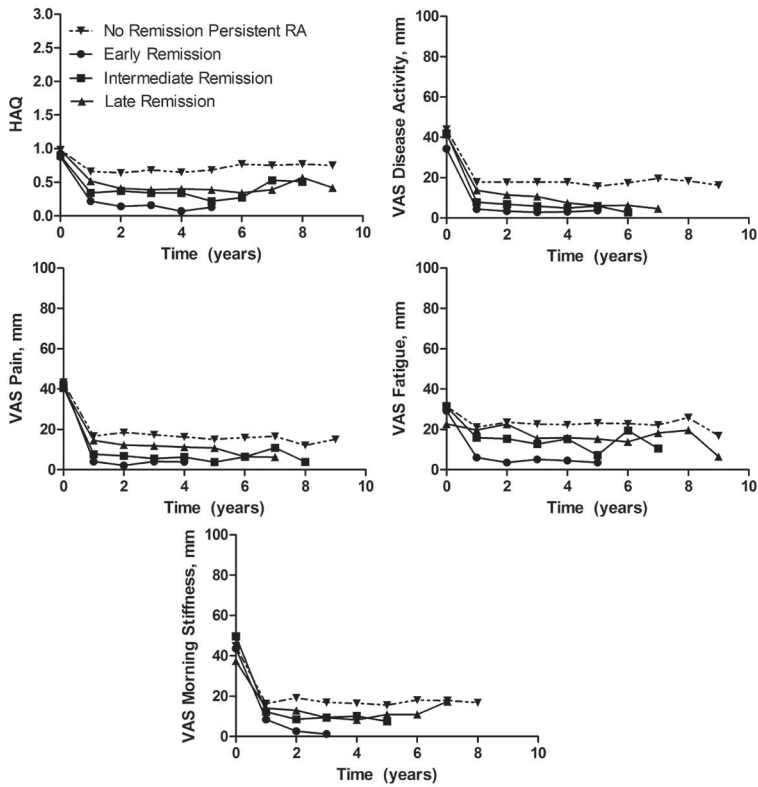 HAQ
3.0
2.5
2.0
1.5
1.0
0.5
0.0
No Remission Persistent RA
Early Remission
Intermediate Remission
Late Remission
0 2 4 6 8 10
Time (years)
VAS Disease Activity, mm
100
80
60
40
20
0
0 2 4 6 8 10
Time (years)
VAS Pain, mm
100
80
60
40
20
0
0 2 4 6 8 10
Time (years)
VAS Fatigue, mm
100
80
60
40
20
0
0 2 4 6 8 10
Time (years)
VAS Morning Stiffness, mm
100
80
60
40
20
0
0 2 4 6 8 10
Time (years)